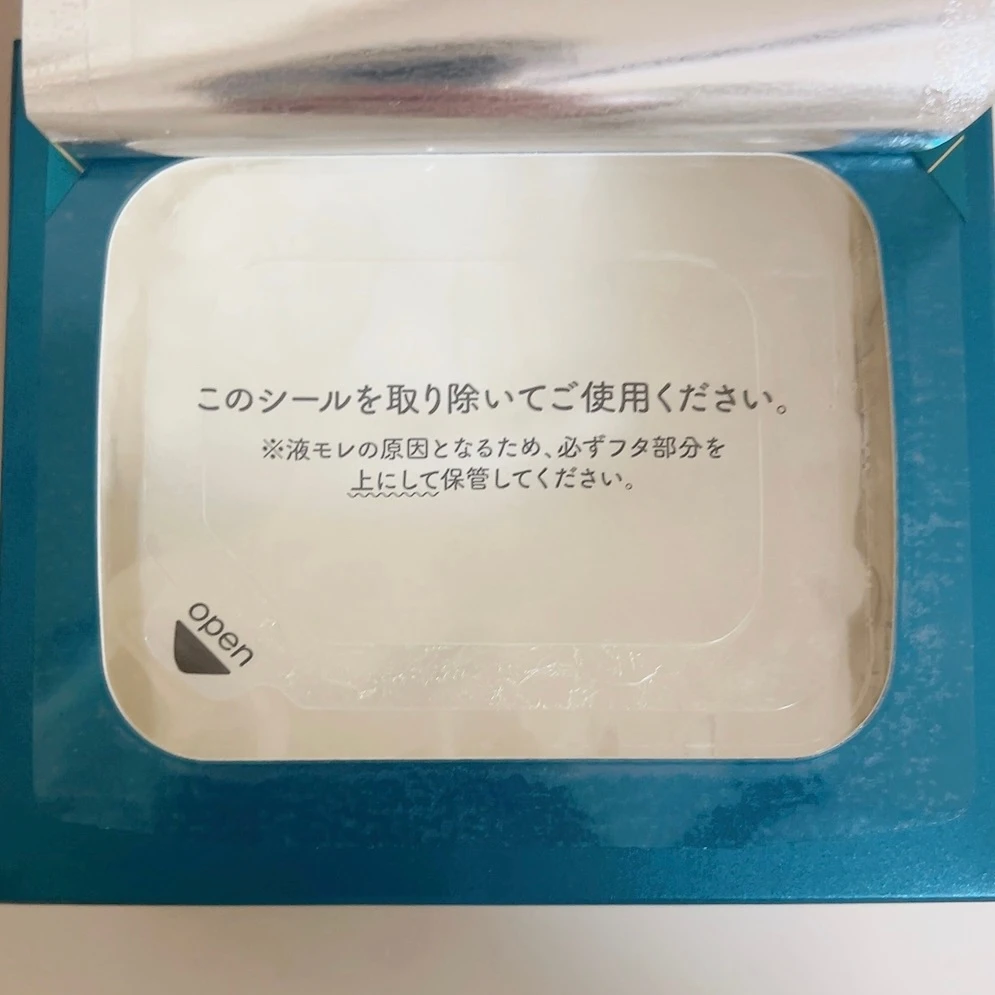 このシールを取り除いてご使用ください。
※液モレの原因となるため、必ずフタ部分を
上にして保管してください。
open